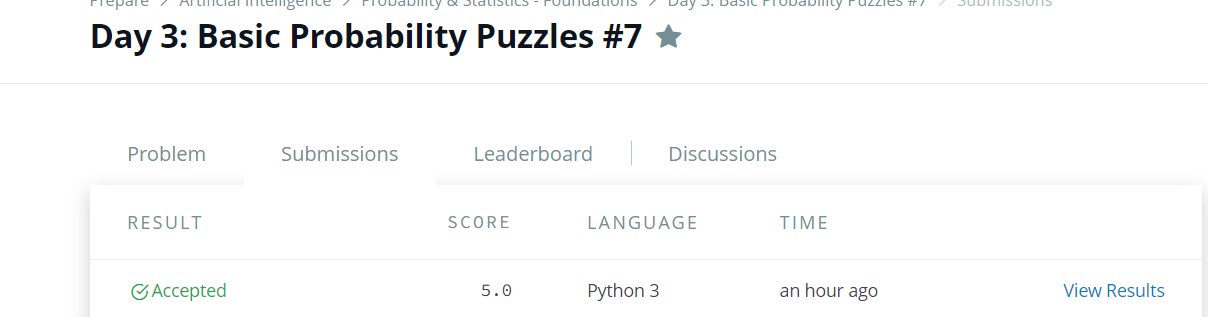 Prepare > Artificial Intelligence > Probability & Statistics - Foundations > Day 3: Basic Probability Puzzles #7 > Submissions
Day 3: Basic Probability Puzzles #7
Problem Submissions Leaderboard Discussions
RESULT SCORE LANGUAGE TIME
Accepted 5.0 Python 3 an hour ago View Results